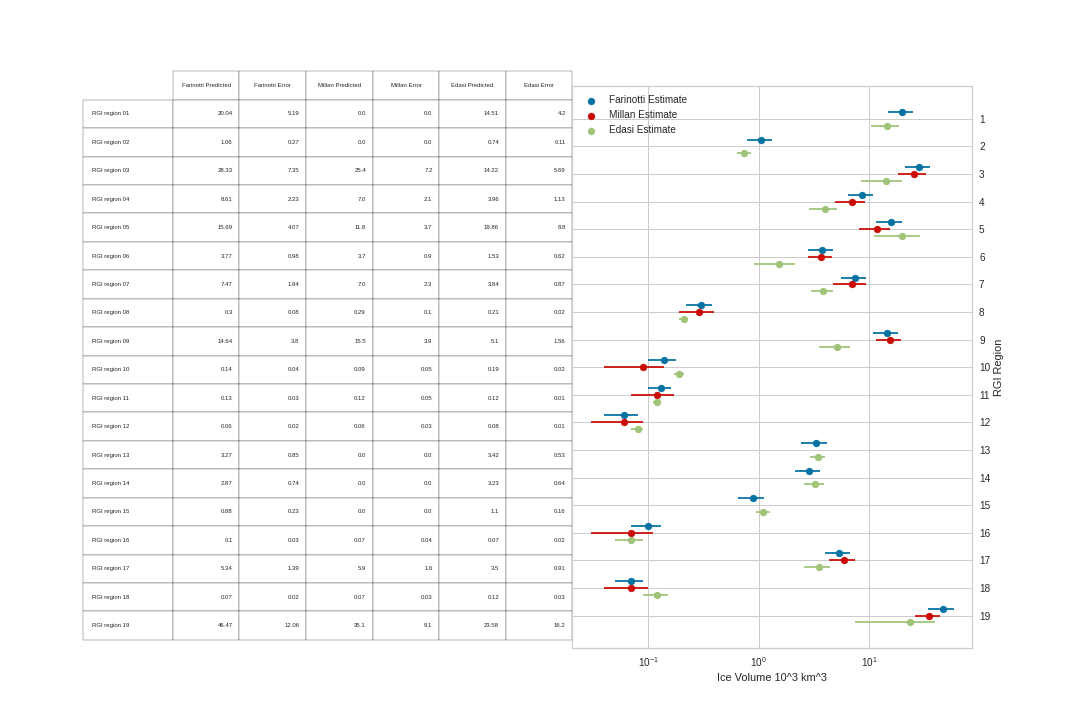 Farinotti Predicted Farinotti Error Millan Predicted Millan Error Edasi Predicted Edasi Error
RGI region 01 20.04 5.19 0.0 0.0 14.51 4.2
RGI region 02 1.06 0.27 0.0 0.0 0.74 0.11
RGI region 03 28.33 7.35 25.4 7.2 14.22 5.69
RGI region 04 8.61 2.23 7.0 2.1 3.96 1.13
RGI region 05 15.69 4.07 11.8 3.7 19.86 8.8
RGI region 06 3.77 0.98 3.7 0.9 1.53 0.62
RGI region 07 7.47 1.94 7.0 2.3 3.84 0.87
RGI region 08 0.3 0.08 0.29 0.1 0.21 0.02
RGI region 09 14.64 3.8 15.5 3.9 5.1 1.56
RGI region 10 0.14 0.04 0.09 0.05 0.19 0.02
RGI region 11 0.13 0.03 0.12 0.05 0.12 0.01
RGI region 12 0.06 0.02 0.06 0.03 0.08 0.01
RGI region 13 3.27 0.85 0.0 0.0 3.42 0.53
RGI region 14 2.87 0.74 0.0 0.0 3.23 0.64
RGI region 15 0.88 0.23 0.0 0.0 1.1 0.16
RGI region 16 0.1 0.03 0.07 0.04 0.07 0.02
RGI region 17 5.34 1.39 5.9 1.6 3.5 0.91
RGI region 18 0.07 0.02 0.07 0.03 0.12 0.03
RGI region 19 46.47 12.06 35.1 9.1 23.58 16.2
Farinotti Estimate
Millan Estimate
Edasi Estimate
1
2
3
4
5
6
7
8
9
10
11
12
13
14
15
16
17
18
19
RGI Region
10⁻¹ 10⁰ 10¹
Ice Volume 10^3 km^3